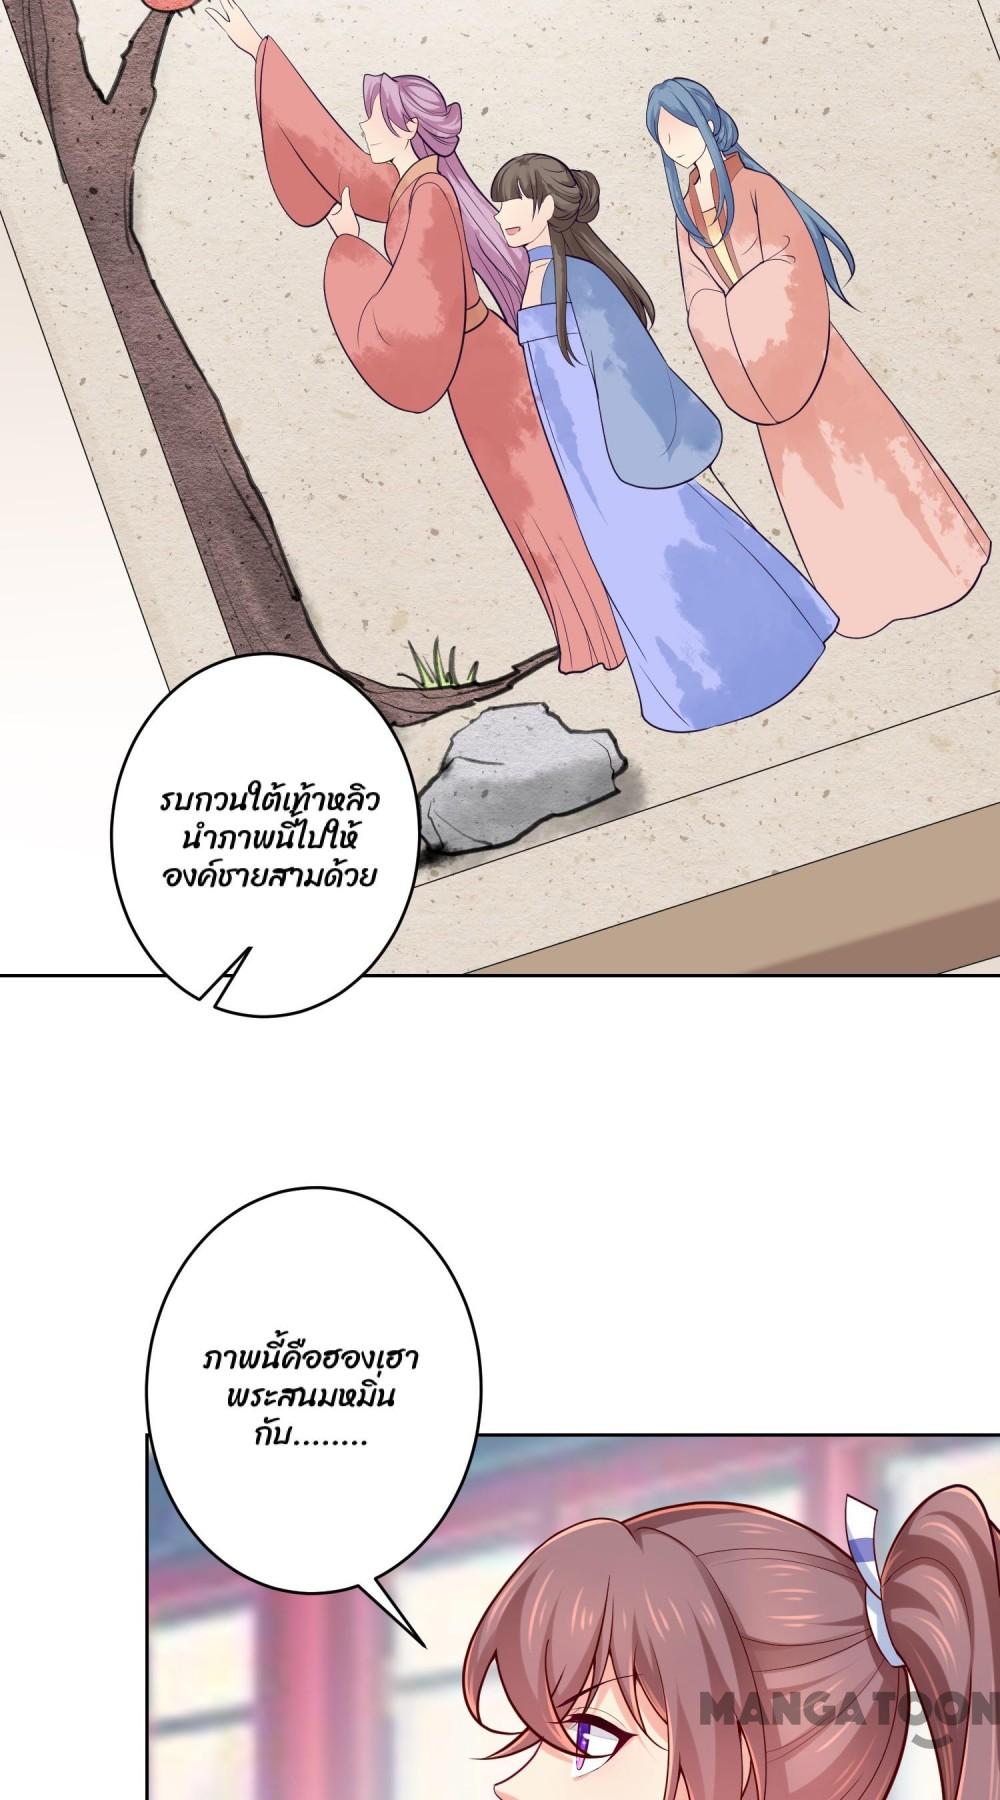 รบกวนใต้เท้าหลิว
นำภาพนี้ไปให้
องค์ชายสามด้วย
ภาพนี้คือฮองเฮา
พระสนมหมิ่น
กับ........
MANGATOON